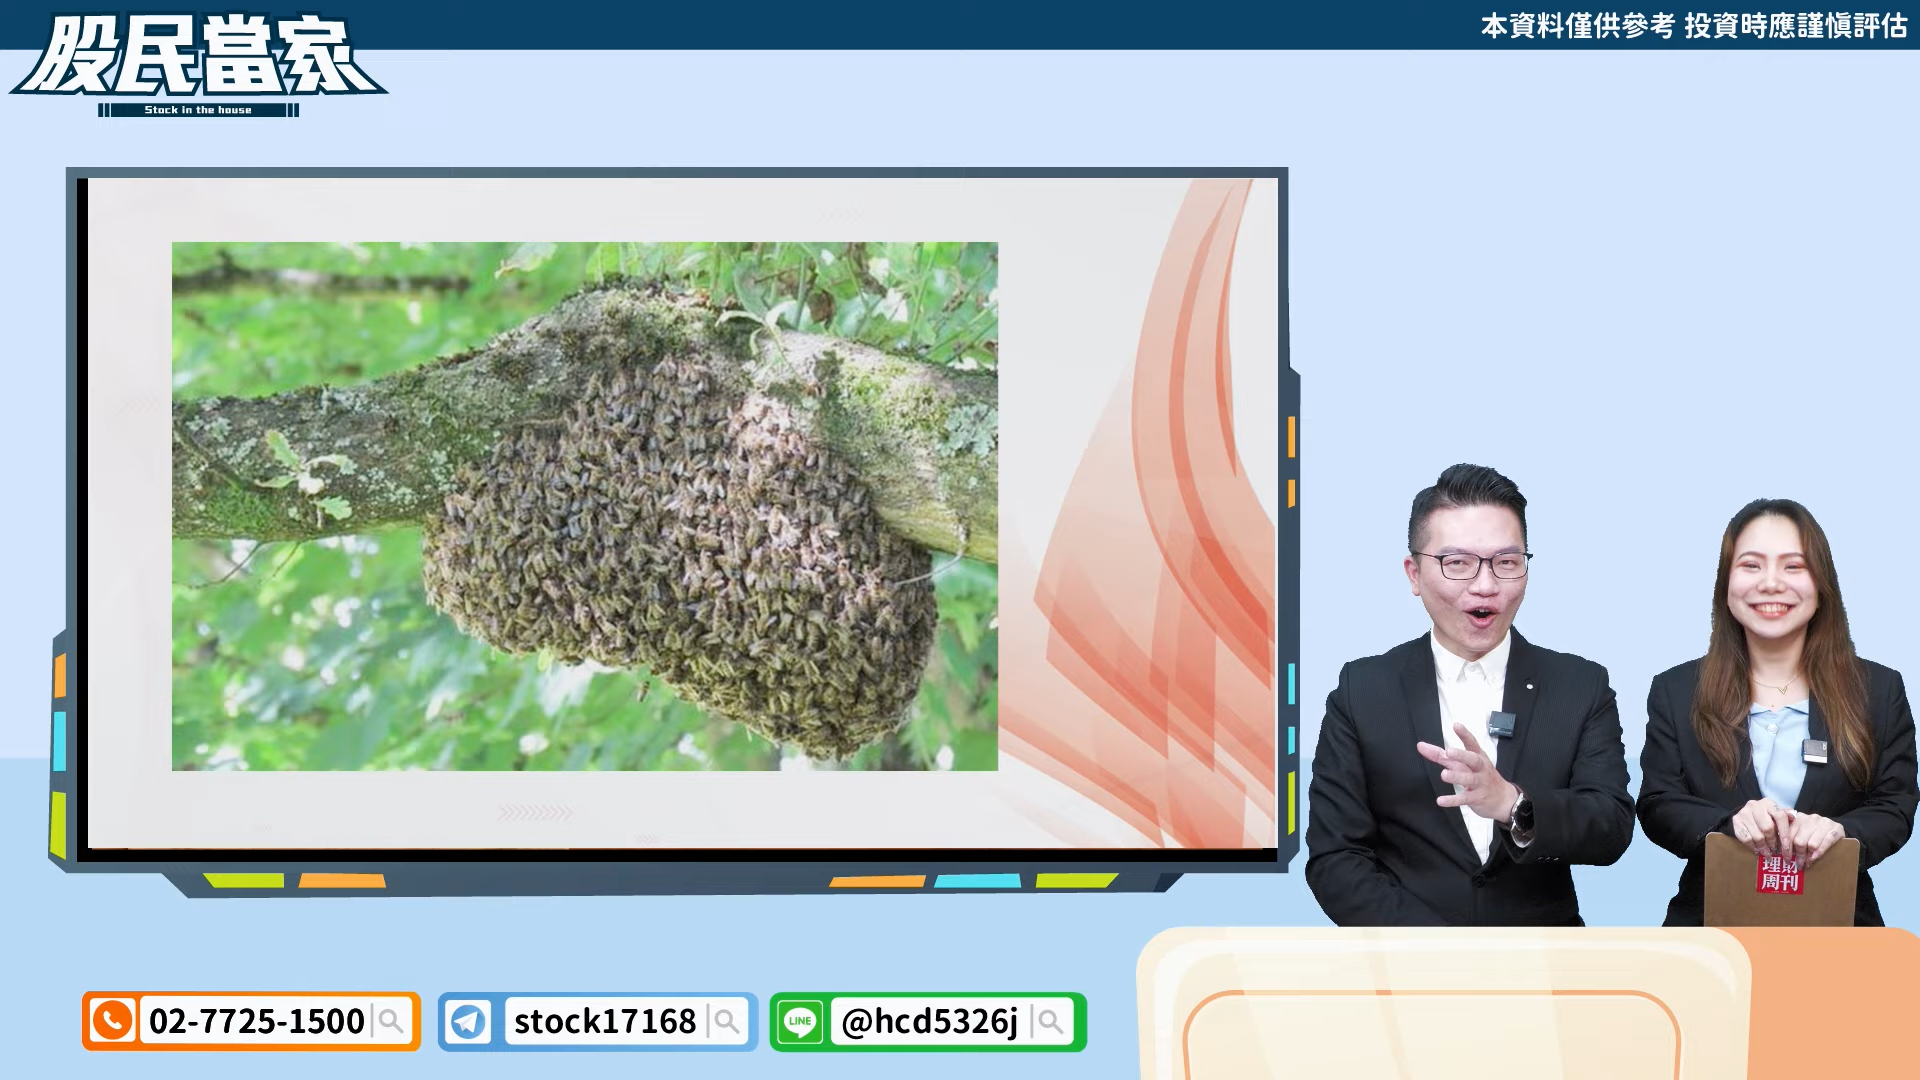 股民當家
Stock in the house
本資料僅供參考 投資時應謹慎評估
理財
周刊
02-7725-1500
stock17168
LINE
@hcd5326j